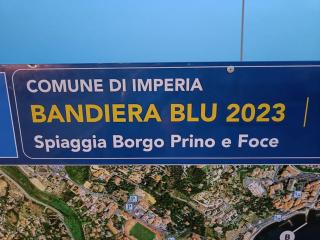 COMUNE DI IMPERIA
BANDIERA BLU 2023
Spiaggia Borgo Prino e Foce